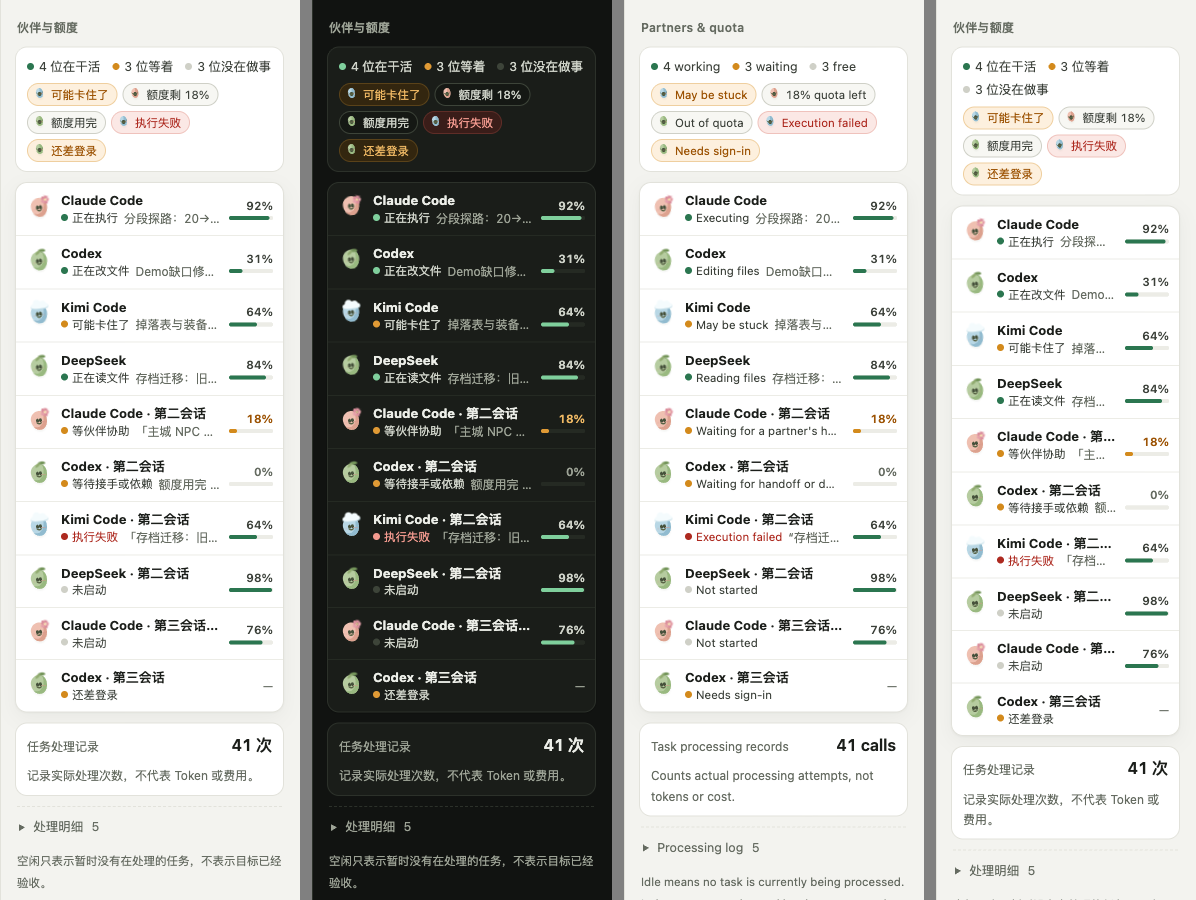 伙伴与额度
4 位在干活 3 位等着 3 位没在做事
可能卡住了 额度剩 18%
额度用完 执行失败
还差登录
Claude Code 92%
正在执行 分段探路：20→...
Codex 31%
正在改文件 Demo缺口修...
Kimi Code 64%
可能卡住了 掉落表与装备...
DeepSeek 84%
正在读文件 存档迁移：旧...
Claude Code · 第二会话 18%
等伙伴协助 「主城 NPC ...
Codex · 第二会话 0%
等待接手或依赖 额度用完 ...
Kimi Code · 第二会话 64%
执行失败 「存档迁移：旧...
DeepSeek · 第二会话 98%
未启动
Claude Code · 第三会话... 76%
未启动
Codex · 第三会话 —
还差登录
任务处理记录 41 次
记录实际处理次数，不代表 Token 或费用。
处理明细 5
空闲只表示暂时没有在处理的任务，不表示目标已经
验收。
伙伴与额度
4 位在干活 3 位等着 3 位没在做事
可能卡住了 额度剩 18%
额度用完 执行失败
还差登录
Claude Code 92%
正在执行 分段探路：20→...
Codex 31%
正在改文件 Demo缺口修...
Kimi Code 64%
可能卡住了 掉落表与装备...
DeepSeek 84%
正在读文件 存档迁移：旧...
Claude Code · 第二会话 18%
等伙伴协助 「主城 NPC ...
Codex · 第二会话 0%
等待接手或依赖 额度用完 ...
Kimi Code · 第二会话 64%
执行失败 「存档迁移：旧...
DeepSeek · 第二会话 98%
未启动
Claude Code · 第三会话... 76%
未启动
Codex · 第三会话 —
还差登录
任务处理记录 41 次
记录实际处理次数，不代表 Token 或费用。
处理明细 5
空闲只表示暂时没有在处理的任务，不表示目标已经
验收。
Partners & quota
4 working 3 waiting 3 free
May be stuck 18% quota left
Out of quota Execution failed
Needs sign-in
Claude Code 92%
Executing 分段探路：20...
Codex 31%
Editing files Demo缺口...
Kimi Code 64%
May be stuck 掉落表与...
DeepSeek 84%
Reading files 存档迁移：...
Claude Code · 第二会话 18%
Waiting for a partner's h...
Codex · 第二会话 0%
Waiting for handoff or d...
Kimi Code · 第二会话 64%
Execution failed “存档迁...
DeepSeek · 第二会话 98%
Not started
Claude Code · 第三会话... 76%
Not started
Codex · 第三会话 —
Needs sign-in
Task processing records 41 calls
Counts actual processing attempts, not
tokens or cost.
Processing log 5
Idle means no task is currently being processed.
伙伴与额度
4 位在干活 3 位等着
3 位没在做事
可能卡住了 额度剩 18%
额度用完 执行失败
还差登录
Claude Code 92%
正在执行 分段探...
Codex 31%
正在改文件 Demo...
Kimi Code 64%
可能卡住了 掉落...
DeepSeek 84%
正在读文件 存档...
Claude Code · 第... 18%
等伙伴协助 「主...
Codex · 第二会话 0%
等待接手或依赖 额...
Kimi Code · 第二... 64%
执行失败 「存档...
DeepSeek · 第二... 98%
未启动
Claude Code · 第... 76%
未启动
Codex · 第三会话 —
还差登录
任务处理记录 41 次
记录实际处理次数，不代表 Token 或
费用。
处理明细 5